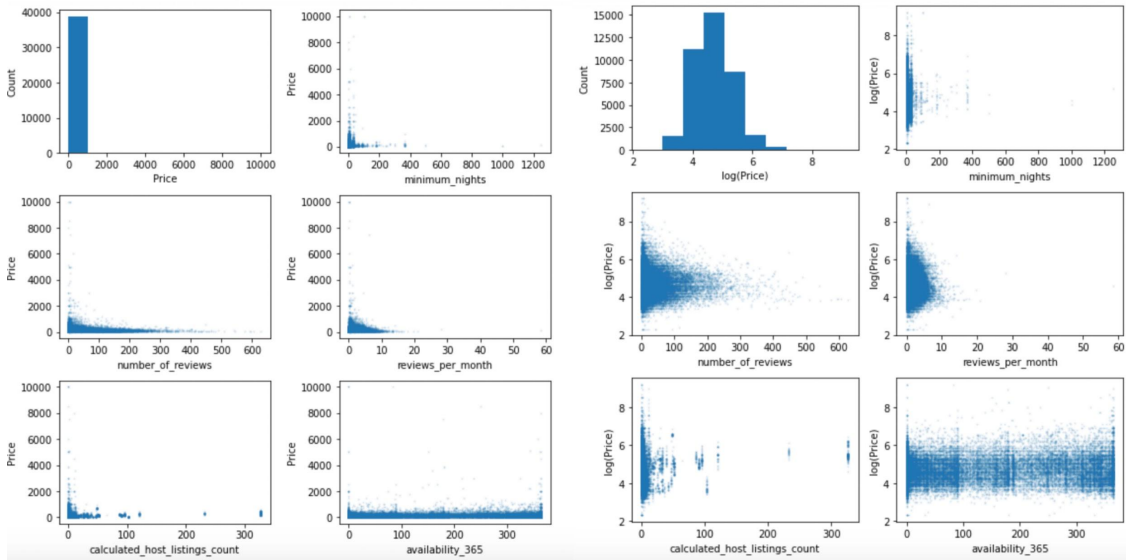 40000
30000
20000
10000
0
Count
0 2000 4000 6000 8000 10000
Price
10000
8000
6000
4000
2000
0
Price
0 200 400 600 800 1000 1200
minimum_nights
15000
12500
10000
7500
5000
2500
0
Count
2 4 6 8
log(Price)
8
6
4
2
log(Price)
0 200 400 600 800 1000 1200
minimum_nights
10000
8000
6000
4000
2000
0
Price
0 100 200 300 400 500 600
number_of_reviews
10000
8000
6000
4000
2000
0
Price
0 10 20 30 40 50 60
reviews_per_month
8
6
4
2
log(Price)
0 100 200 300 400 500 600
number_of_reviews
8
6
4
2
log(Price)
0 10 20 30 40 50 60
reviews_per_month
10000
8000
6000
4000
2000
0
Price
0 100 200 300
calculated_host_listings_count
10000
8000
6000
4000
2000
0
Price
0 100 200 300
availability_365
8
6
4
2
log(Price)
0 100 200 300
calculated_host_listings_count
8
6
4
2
log(Price)
0 100 200 300
availability_365